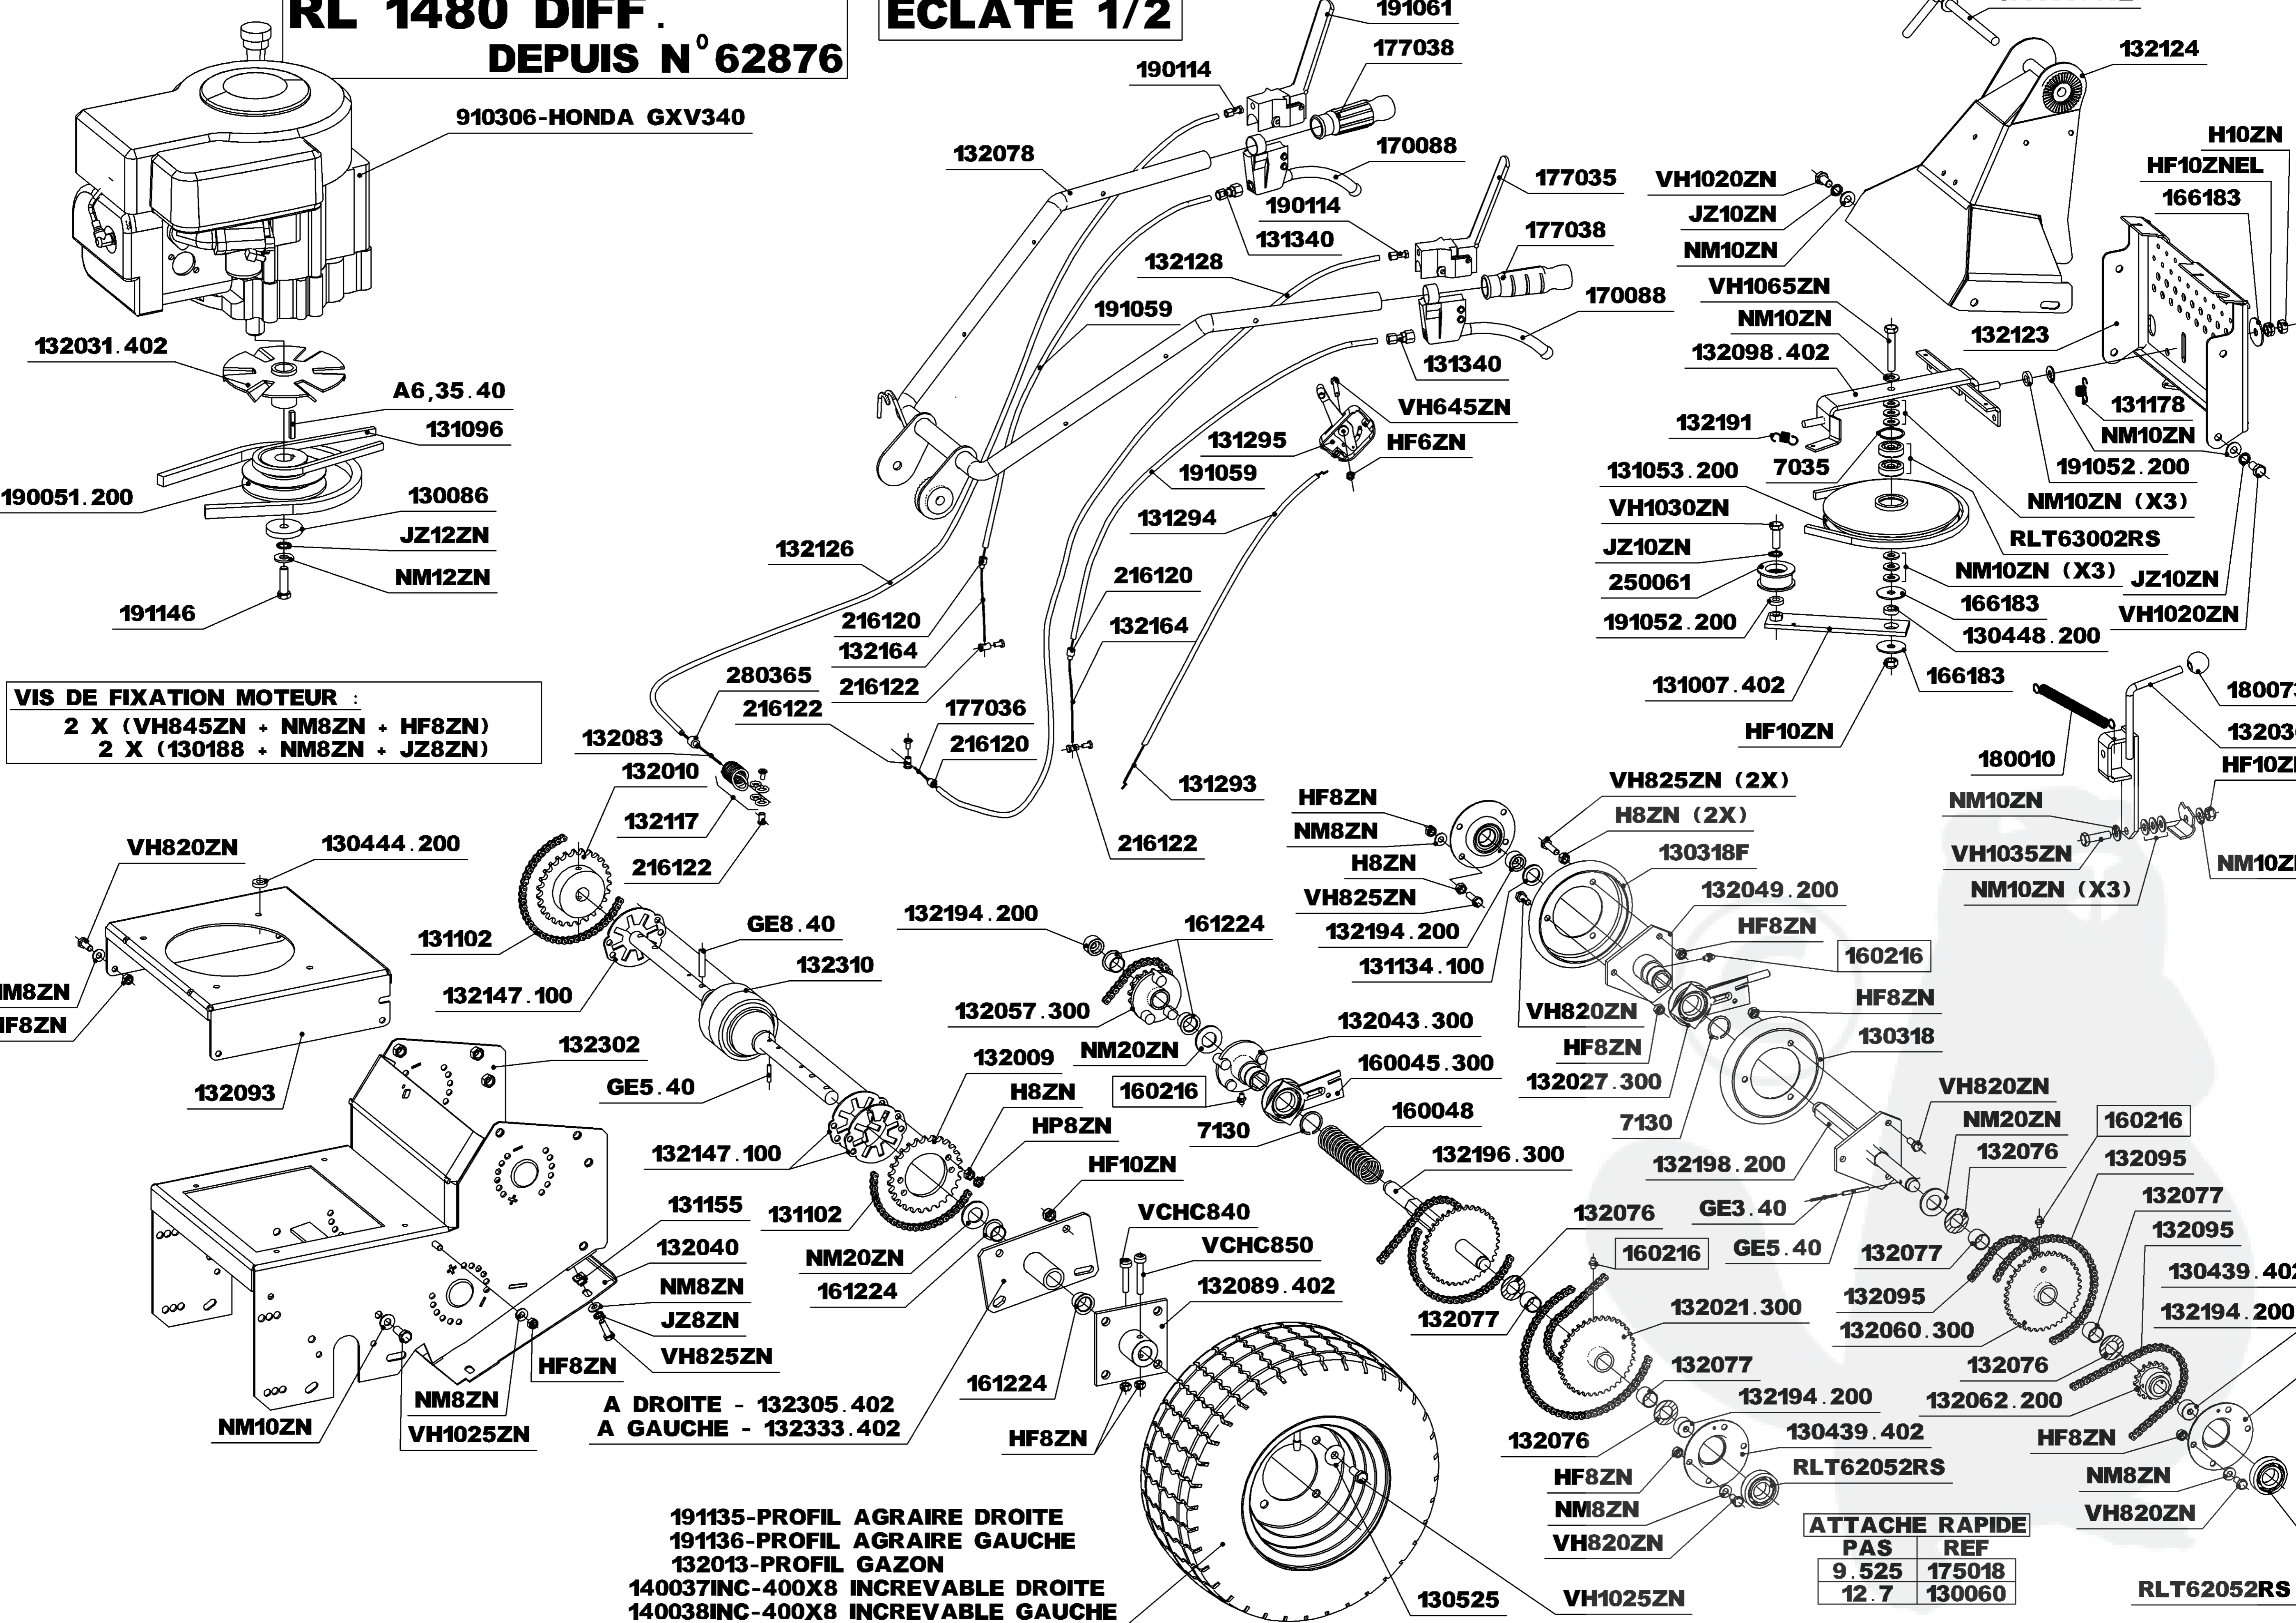 RL 1480 DIFF.
DEPUIS N° 62876
ECLATE 1/2
910306-HONDA GXV340
132031.402
A6,35.40
131096
190051.200
130086
JZ12ZN
NM12ZN
191146
VIS DE FIXATION MOTEUR :
2 X (VH845ZN + NM8ZN + HF8ZN)
2 X (130188 + NM8ZN + JZ8ZN)
191061
177038
190114
132078
170088
177035
190114
131340
177038
132128
191059
170088
131340
VH645ZN
131295
HF6ZN
191059
131294
132126
216120
216120
132164
132164
216122
280365
216122
177036
132083
216120
132010
131293
132117
216122
216122
132124
H10ZN
HF10ZNEL
166183
VH1020ZN
JZ10ZN
NM10ZN
VH1065ZN
NM10ZN
132098.402
132123
132191
131178
NM10ZN
7035
131053.200
191052.200
NM10ZN (X3)
VH1030ZN
RLT63002RS
JZ10ZN
NM10ZN (X3)
JZ10ZN
250061
166183
VH1020ZN
191052.200
130448.200
166183
131007.402
HF10ZN
180010
NM10ZN
VH1035ZN
NM10ZN (X3)
VH820ZN
130444.200
131102
GE8.40
132310
132147.100
132093
132302
GE5.40
132147.100
132194.200
161224
132057.300
NM20ZN
132043.300
132009
160216
160045.300
H8ZN
HP8ZN
7130
160048
HF10ZN
132196.300
131155
131102
132040
VCHC840
VCHC850
NM20ZN
NM8ZN
161224
132089.402
JZ8ZN
VH825ZN
HF8ZN
161224
NM8ZN
NM10ZN
VH1025ZN
A DROITE - 132305.402
A GAUCHE - 132333.402
HF8ZN
HF8ZN
NM8ZN
H8ZN
VH825ZN
132194.200
131134.100
VH825ZN (2X)
H8ZN (2X)
130318F
132049.200
HF8ZN
160216
VH820ZN
HF8ZN
HF8ZN
130318
132027.300
7130
VH820ZN
NM20ZN
160216
132076
132095
132198.200
132077
132095
GE3.40
132076
160216
GE5.40
132077
132077
132021.300
132095
132060.300
132194.200
132077
132194.200
132076
132062.200
132076
130439.402
HF8ZN
HF8ZN
RLT62052RS
NM8ZN
NM8ZN
VH820ZN
VH820ZN
191135-PROFIL AGRAIRE DROITE
191136-PROFIL AGRAIRE GAUCHE
132013-PROFIL GAZON
140037INC-400X8 INCREVABLE DROITE
140038INC-400X8 INCREVABLE GAUCHE
130525
VH1025ZN
ATTACHE RAPIDE
PAS REF
9.525 175018
12.7 130060
RLT62052RS